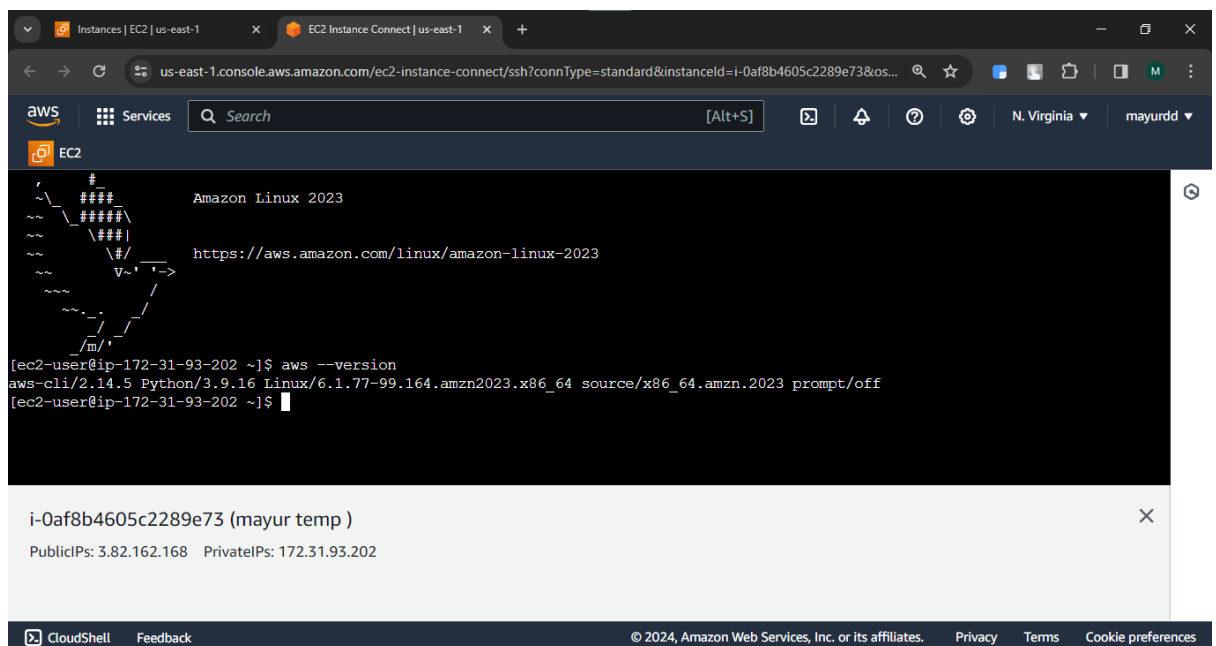 Instances | EC2 | us-east-1
EC2 Instance Connect | us-east-1
us-east-1.console.aws.amazon.com/ec2-instance-connect/ssh?connType=standard&instanceId=i-0af8b4605c2289e73&os...
M
aws
Services
Search
[Alt+S]
N. Virginia
mayurdd
EC2
,     #_
~\_  ####_        Amazon Linux 2023
~~  \_#####\
~~     \###|
~~       \#/ ___   https://aws.amazon.com/linux/amazon-linux-2023
~~       V~' '->
~~~         /
~~._.   _/
_/ _/
_/m/'
[ec2-user@ip-172-31-93-202 ~]$ aws --version
aws-cli/2.14.5 Python/3.9.16 Linux/6.1.77-99.164.amzn2023.x86_64 source/x86_64.amzn.2023 prompt/off
[ec2-user@ip-172-31-93-202 ~]$
i-0af8b4605c2289e73 (mayur temp )
PublicIPs: 3.82.162.168 PrivateIPs: 172.31.93.202
CloudShell Feedback © 2024, Amazon Web Services, Inc. or its affiliates. Privacy Terms Cookie preferences